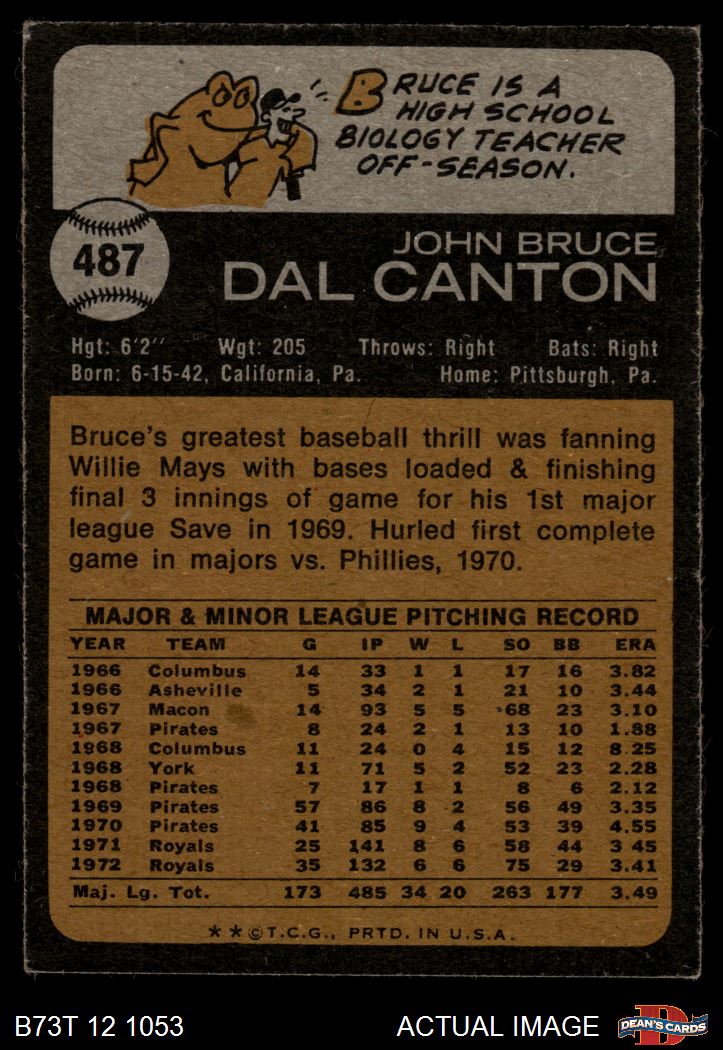 BRUCE IS A
HIGH SCHOOL
BIOLOGY TEACHER
OFF-SEASON.
487
JOHN BRUCE
DAL CANTON
Hgt: 6'2" Wgt: 205 Throws: Right Bats: Right
Born: 6-15-42, California, Pa. Home: Pittsburgh, Pa.
Bruce's greatest baseball thrill was fanning
Willie Mays with bases loaded & finishing
final 3 innings of game for his 1st major
league Save in 1969. Hurled first complete
game in majors vs. Phillies, 1970.
MAJOR & MINOR LEAGUE PITCHING RECORD
YEAR TEAM G IP W L SO BB ERA
1966 Columbus 14 33 1 1 17 16 3.82
1966 Asheville 5 34 2 1 21 10 3.44
1967 Macon 14 93 5 5 68 23 3.10
1967 Pirates 8 24 2 1 13 10 1.88
1968 Columbus 11 24 0 4 15 12 8.25
1968 York 11 71 5 2 52 23 2.28
1968 Pirates 7 17 1 1 8 6 2.12
1969 Pirates 57 86 8 2 56 49 3.35
1970 Pirates 41 85 9 4 53 39 4.55
1971 Royals 25 141 8 6 58 44 3.45
1972 Royals 35 132 6 6 75 29 3.41
Maj. Lg. Tot. 173 485 34 20 263 177 3.49
**©T.C.G., PRTD. IN U.S.A.
B73T 12 1053 ACTUAL IMAGE DEAN'S CARDS